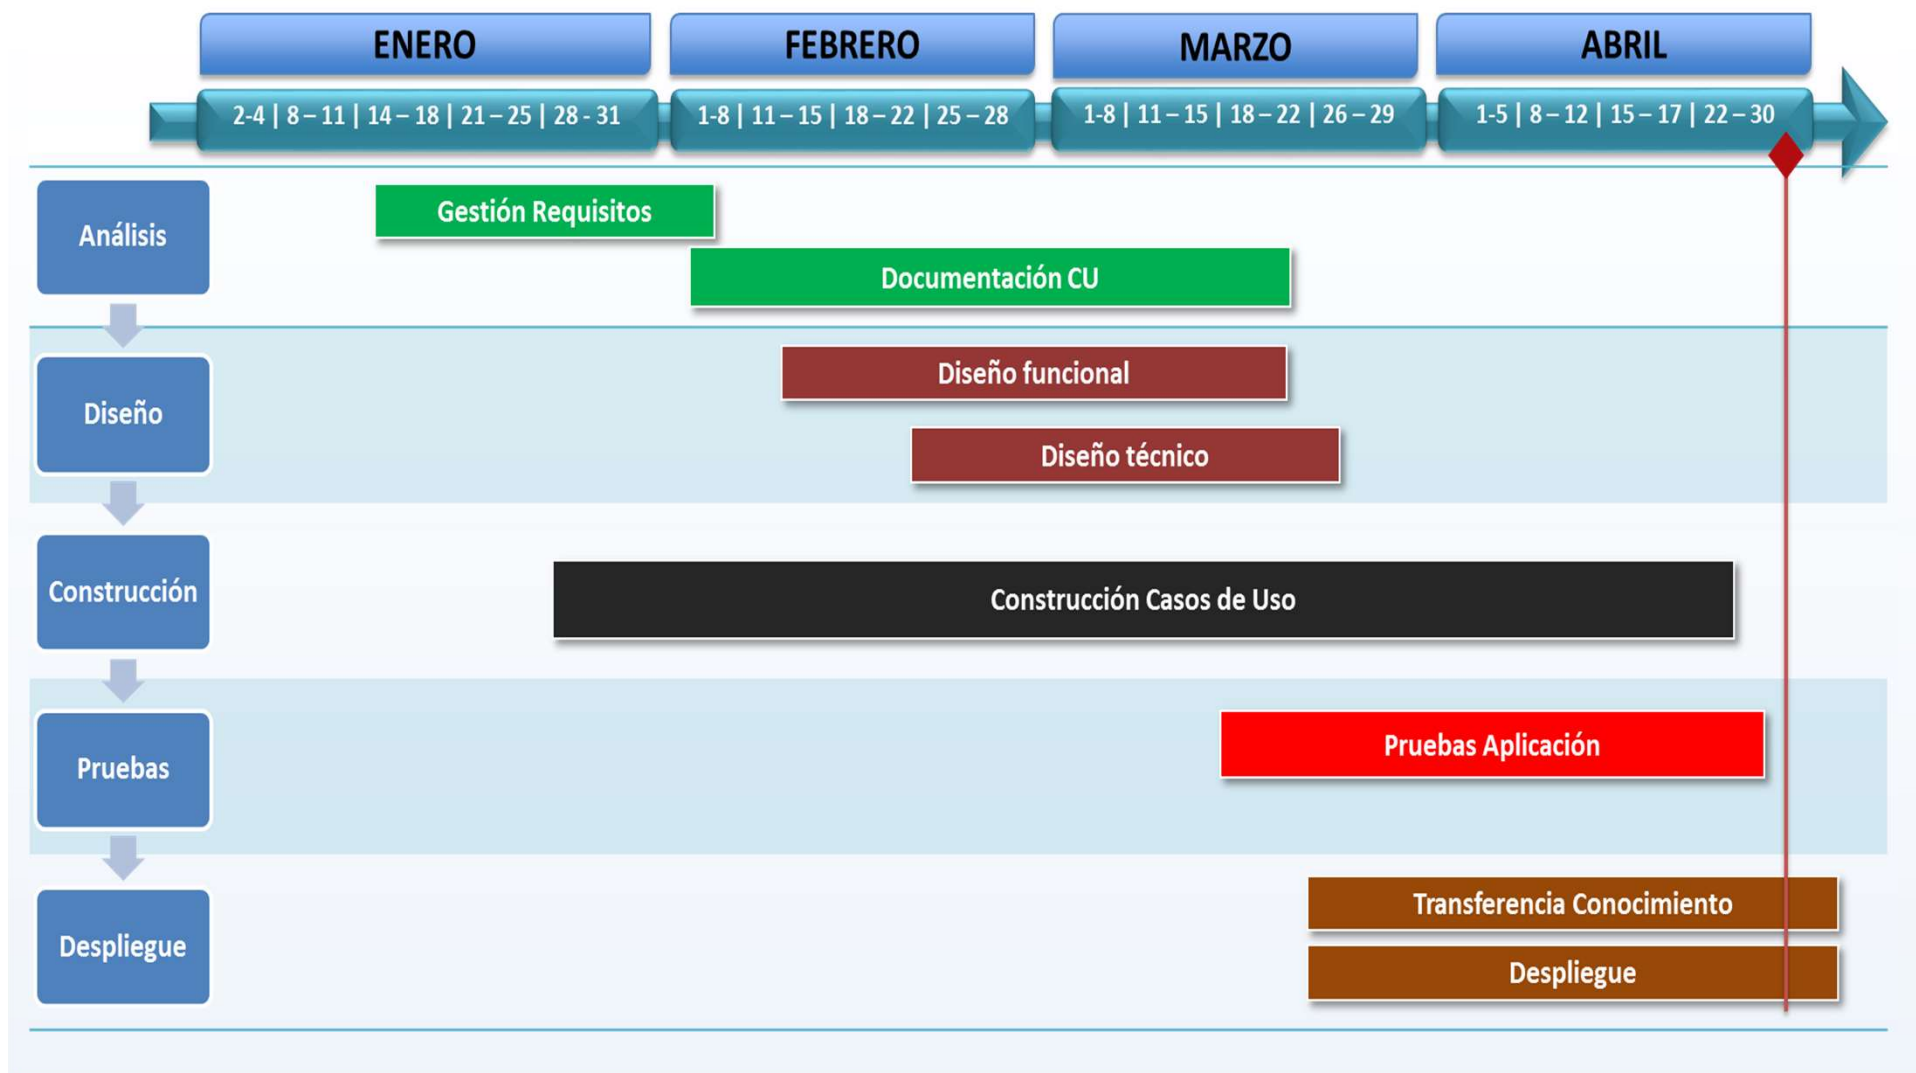 ENERO
FEBRERO
MARZO
ABRIL
2-4 | 8 – 11 | 14 – 18 | 21 – 25 | 28 - 31
1-8 | 11 – 15 | 18 – 22 | 25 – 28
1-8 | 11 – 15 | 18 – 22 | 26 – 29
1-5 | 8 – 12 | 15 – 17 | 22 – 30
Análisis
Gestión Requisitos
Documentación CU
Diseño
Diseño funcional
Diseño técnico
Construcción
Construcción Casos de Uso
Pruebas
Pruebas Aplicación
Despliegue
Transferencia Conocimiento
Despliegue